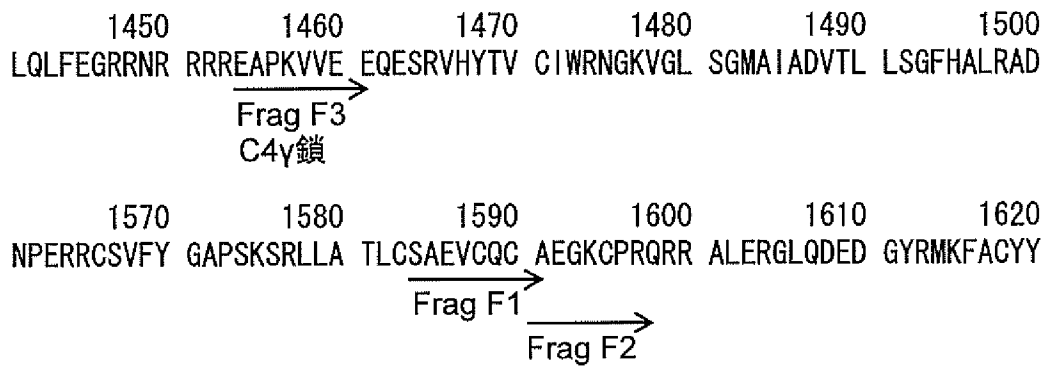 1450 1460 1470 1480 1490 1500
LQLFEGRRNR RRREAPKVVE EQESRVHYTV CIWRNGKVGL SGMAIADVTL LSGFHALRAD
Frag F3
C4γ鎖
1570 1580 1590 1600 1610 1620
NPERRCSVFY GAPSKSRLLA TLCSAEVCQC AEGKCPRQRR ALERGLQDED GYRMKFACYY
Frag F1
Frag F2